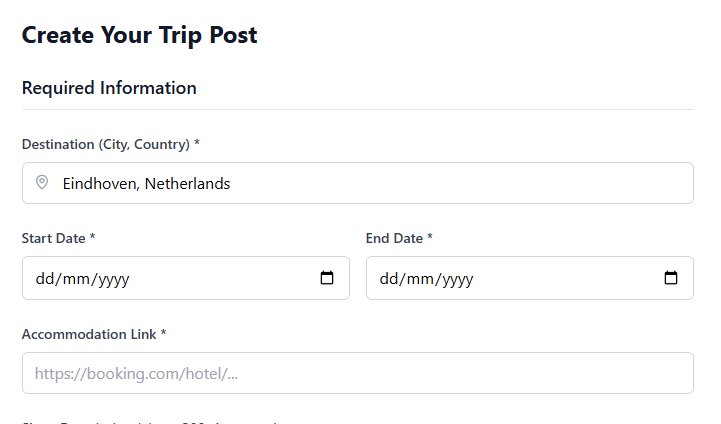 Create Your Trip Post
Required Information
Destination (City, Country) *
Eindhoven, Netherlands
Start Date *
End Date *
dd/mm/yyyy
dd/mm/yyyy
Accommodation Link *
https://booking.com/hotel/...